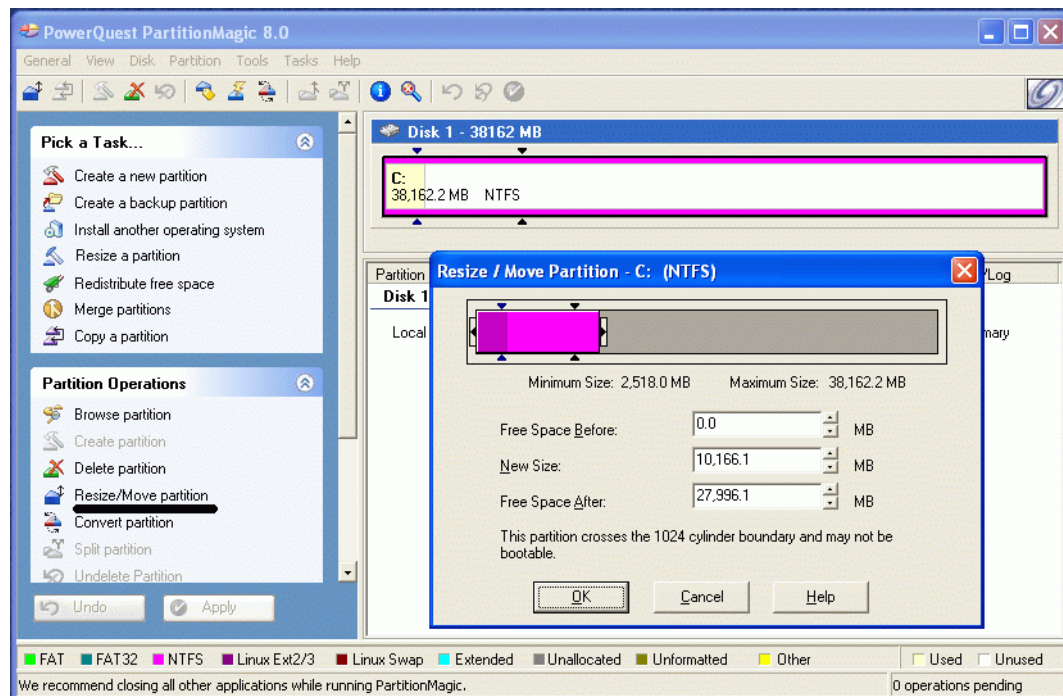 PowerQuest PartitionMagic 8.0
General View Disk Partition Tools Tasks Help
Pick a Task...
Create a new partition
Create a backup partition
Install another operating system
Resize a partition
Redistribute free space
Merge partitions
Copy a partition
Partition Operations
Browse partition
Create partition
Delete partition
Resize/Move partition
Convert partition
Split partition
Undelete Partition
Undo Apply
Disk 1 - 38162 MB
C:
38,162.2 MB NTFS
Partition
/Log
Disk 1
Local
mary
Resize / Move Partition - C: (NTFS)
Minimum Size: 2,518.0 MB Maximum Size: 38,162.2 MB
Free Space Before: 0.0 MB
New Size: 10,166.1 MB
Free Space After: 27,996.1 MB
This partition crosses the 1024 cylinder boundary and may not be
bootable.
OK Cancel Help
FAT FAT32 NTFS Linux Ext2/3 Linux Swap Extended Unallocated Unformatted Other Used Unused
We recommend closing all other applications while running PartitionMagic. 0 operations pending